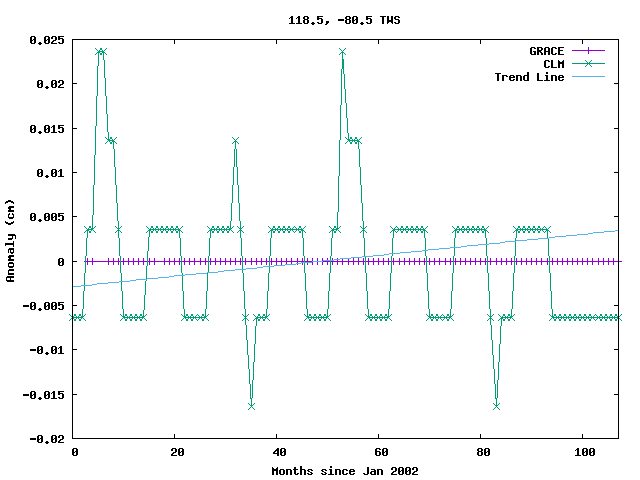 118.5, -80.5 TWS
GRACE
CLM
Trend Line
0.025
0.02
0.015
0.01
0.005
0
-0.005
-0.01
-0.015
-0.02
Anomaly (cm)
0 20 40 60 80 100
Months since Jan 2002